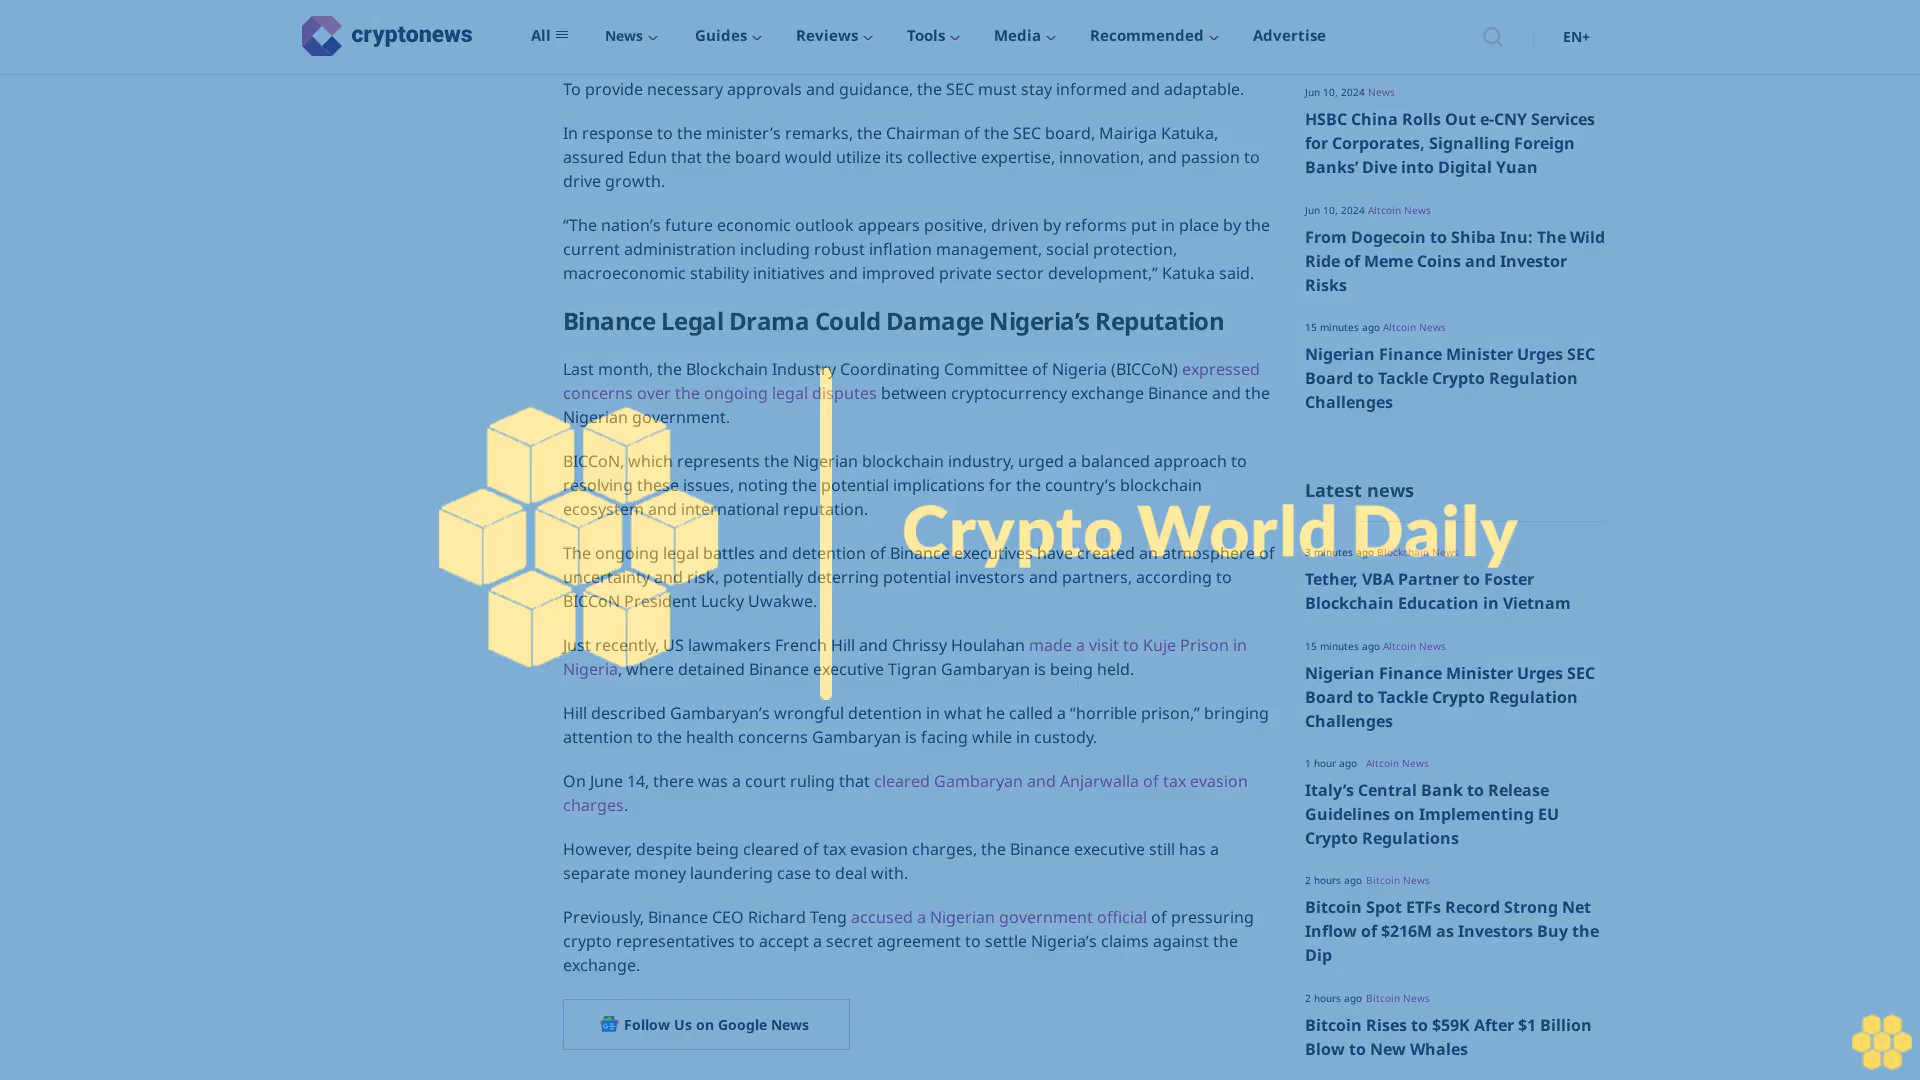 cryptonews
All
News
Guides
Reviews
Tools
Media
Recommended
Advertise
EN+
To provide necessary approvals and guidance, the SEC must stay informed and adaptable.
In response to the minister’s remarks, the Chairman of the SEC board, Mairiga Katuka,
assured Edun that the board would utilize its collective expertise, innovation, and passion to
drive growth.
“The nation’s future economic outlook appears positive, driven by reforms put in place by the
current administration including robust inflation management, social protection,
macroeconomic stability initiatives and improved private sector development,” Katuka said.
Binance Legal Drama Could Damage Nigeria’s Reputation
Last month, the Blockchain Industry Coordinating Committee of Nigeria (BICCoN) expressed
concerns over the ongoing legal disputes between cryptocurrency exchange Binance and the
Nigerian government.
BICCoN, which represents the Nigerian blockchain industry, urged a balanced approach to
resolving these issues, noting the potential implications for the country’s blockchain
ecosystem and international reputation.
The ongoing legal battles and detention of Binance executives have created an atmosphere of
uncertainty and risk, potentially deterring potential investors and partners, according to
BICCoN President Lucky Uwakwe.
Just recently, US lawmakers French Hill and Chrissy Houlahan made a visit to Kuje Prison in
Nigeria, where detained Binance executive Tigran Gambaryan is being held.
Hill described Gambaryan’s wrongful detention in what he called a “horrible prison,” bringing
attention to the health concerns Gambaryan is facing while in custody.
On June 14, there was a court ruling that cleared Gambaryan and Anjarwalla of tax evasion
charges.
However, despite being cleared of tax evasion charges, the Binance executive still has a
separate money laundering case to deal with.
Previously, Binance CEO Richard Teng accused a Nigerian government official of pressuring
crypto representatives to accept a secret agreement to settle Nigeria’s claims against the
exchange.
Follow Us on Google News
Crypto World Daily
Jun 10, 2024 News
HSBC China Rolls Out e-CNY Services
for Corporates, Signalling Foreign
Banks’ Dive into Digital Yuan
Jun 10, 2024 Altcoin News
From Dogecoin to Shiba Inu: The Wild
Ride of Meme Coins and Investor
Risks
15 minutes ago Altcoin News
Nigerian Finance Minister Urges SEC
Board to Tackle Crypto Regulation
Challenges
Latest news
3 minutes ago Blockchain News
Tether, VBA Partner to Foster
Blockchain Education in Vietnam
15 minutes ago Altcoin News
Nigerian Finance Minister Urges SEC
Board to Tackle Crypto Regulation
Challenges
1 hour ago Altcoin News
Italy’s Central Bank to Release
Guidelines on Implementing EU
Crypto Regulations
2 hours ago Bitcoin News
Bitcoin Spot ETFs Record Strong Net
Inflow of $216M as Investors Buy the
Dip
2 hours ago Bitcoin News
Bitcoin Rises to $59K After $1 Billion
Blow to New Whales